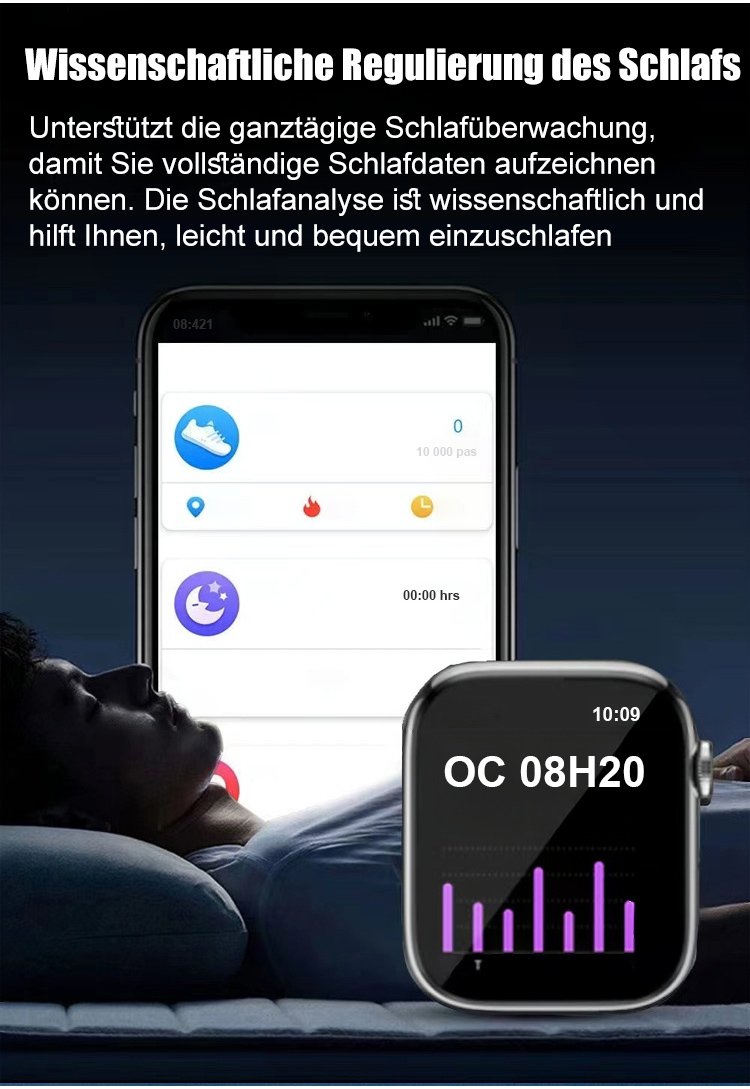 Wissenschaftliche Regulierung des Schlafs
Unterstützt die ganztägige Schlafüberwachung,
damit Sie vollständige Schlafdaten aufzeichnen
können. Die Schlafanalyse ist wissenschaftlich und
hilft Ihnen, leicht und bequem einzuschlafen
08:421
0
10 000 pas
00:00 hrs
10:09
OC 08H20
T